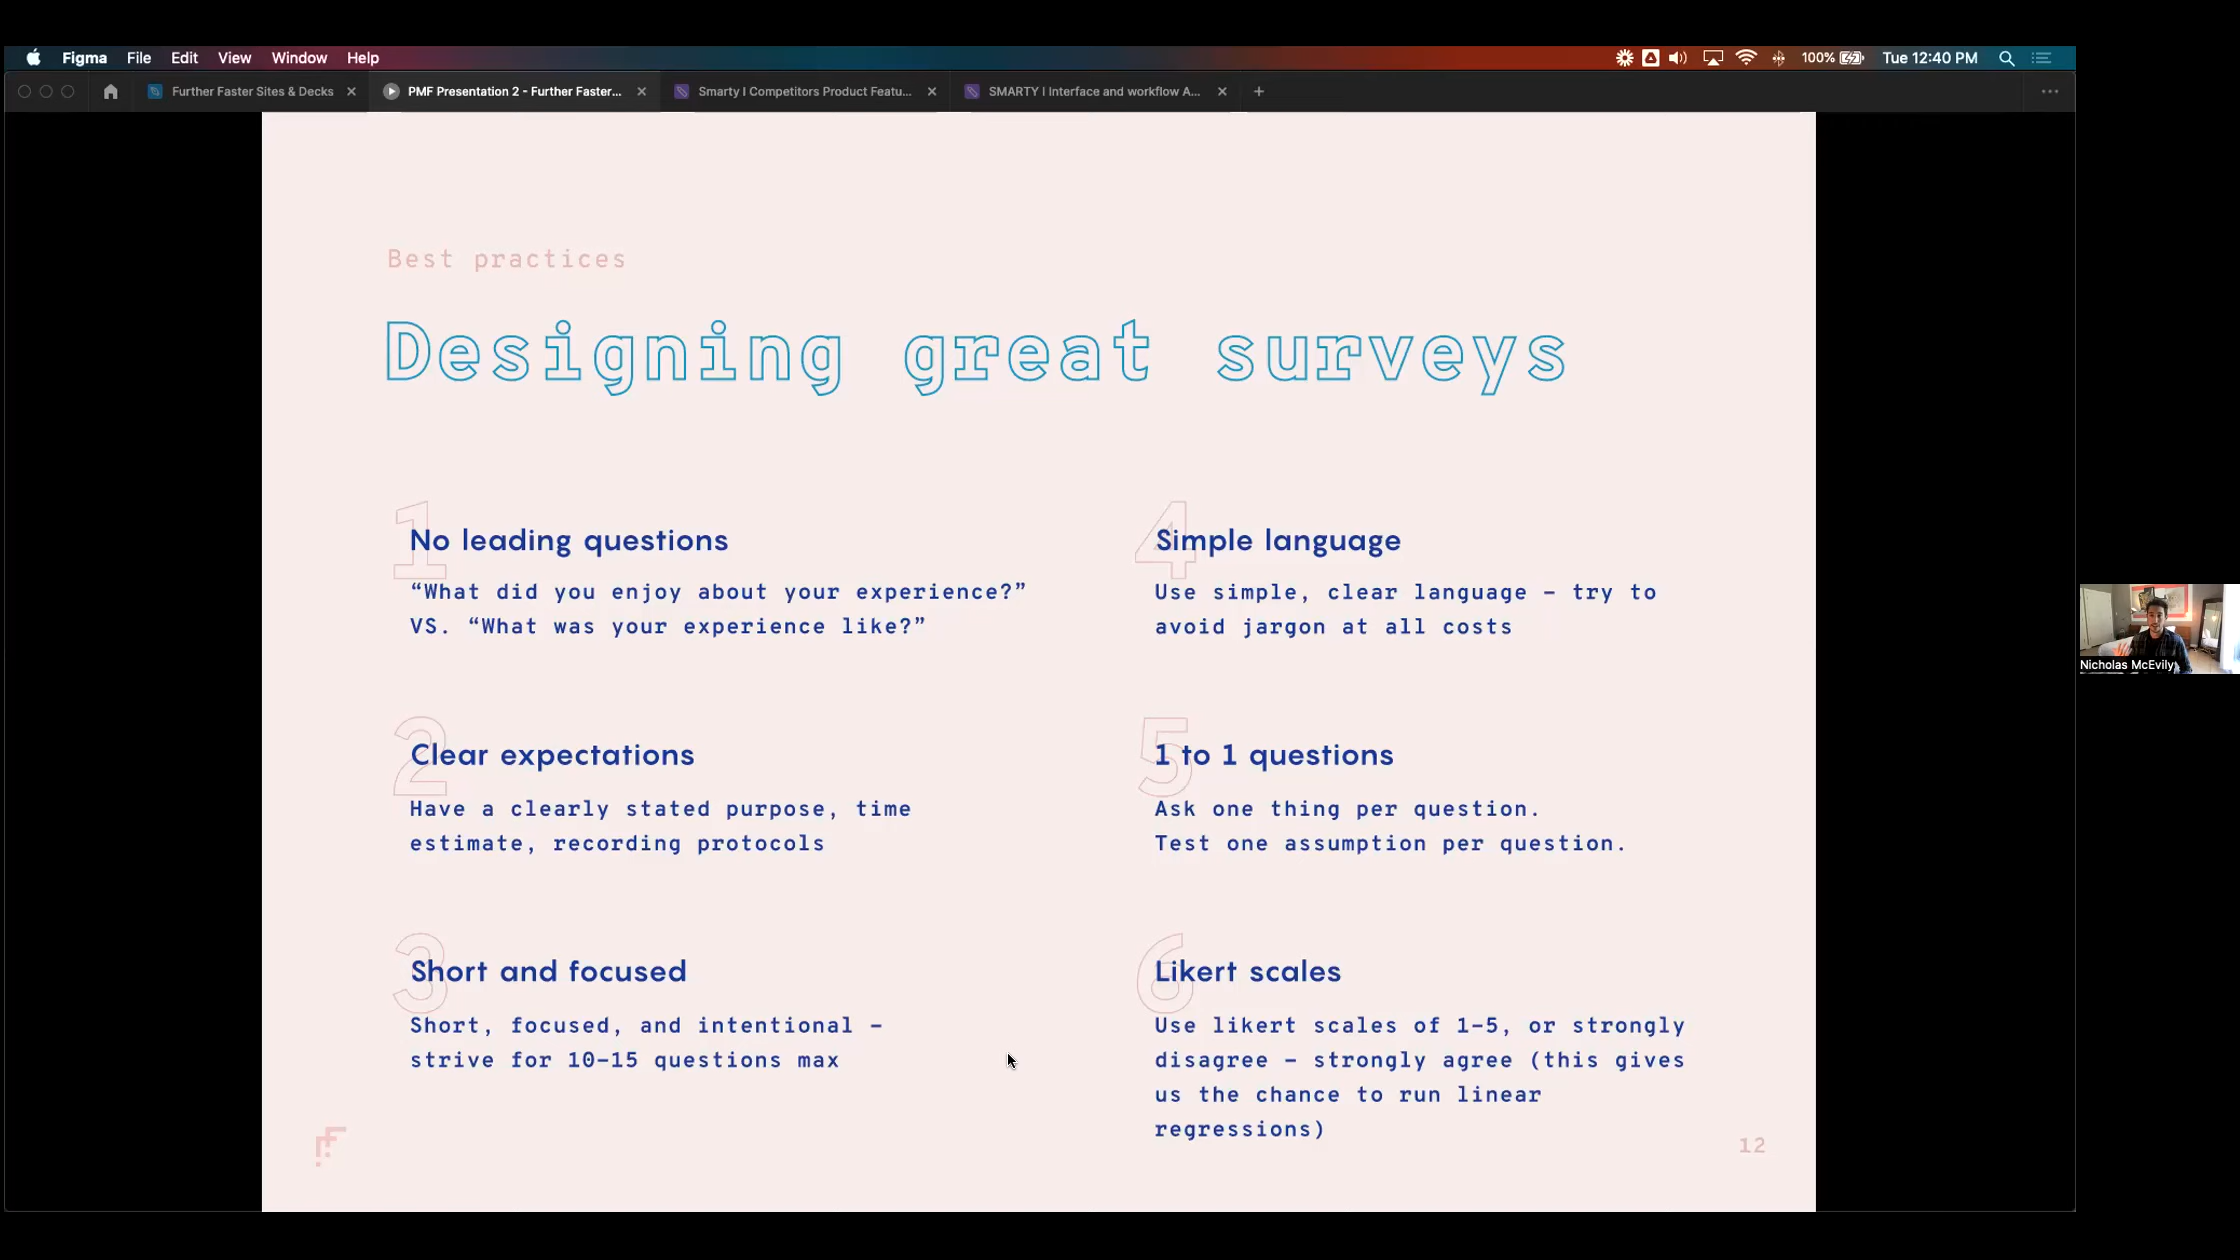 Figma File Edit View Window Help 100% Tue 12:40 PM
Further Faster Sites & Decks PMF Presentation 2 - Further Faster... Smarty I Competitors Product Featu... SMARTY I Interface and workflow A...
Best practices
Designing great surveys
1
No leading questions
“What did you enjoy about your experience?”
VS. “What was your experience like?”
2
Clear expectations
Have a clearly stated purpose, time
estimate, recording protocols
3
Short and focused
Short, focused, and intentional –
strive for 10–15 questions max
4
Simple language
Use simple, clear language – try to
avoid jargon at all costs
5
1 to 1 questions
Ask one thing per question.
Test one assumption per question.
6
Likert scales
Use likert scales of 1–5, or strongly
disagree – strongly agree (this gives
us the chance to run linear
regressions)
12
Nicholas McEvily